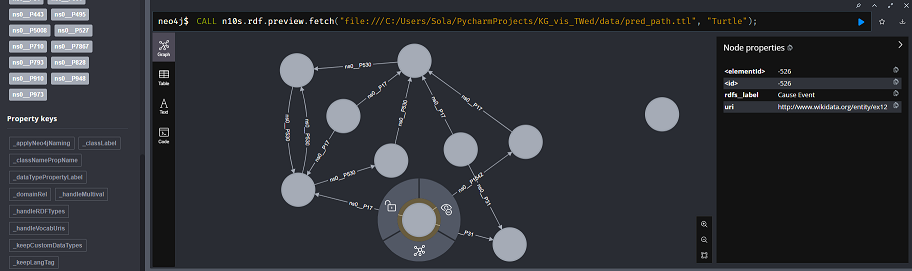 neo4j$ CALL n10s.rdf.preview.fetch("file:///C:/Users/Sola/PycharmProjects/KG_vis_TWed/data/pred_path.ttl", "Turtle");
ns0__P443 ns0__P495
ns0__P5008 ns0__P527
ns0__P710 ns0__P7867
ns0__P793 ns0__P828
ns0__P910 ns0__P948
ns0__P973
Property keys
_applyNeo4jNaming _classLabel
_classNamePropName
_dataTypePropertyLabel
_domainRel _handleMultival
_handleRDFTypes
_handleVocabUris
_keepCustomDataTypes
_keepLangTag
Graph
Table
Text
Code
ns0__P530
ns0__P17
ns0__P530
ns0__P530
ns0__P17
ns0__P530
ns0__P17
ns0__P17
ns0__P530
ns0__P1542
ns0__P31
ns0__P17
P31
Node properties
<elementid> -526
<id> -526
rdfs__label Cause Event
uri http://www.wikidata.org/entity/ex12